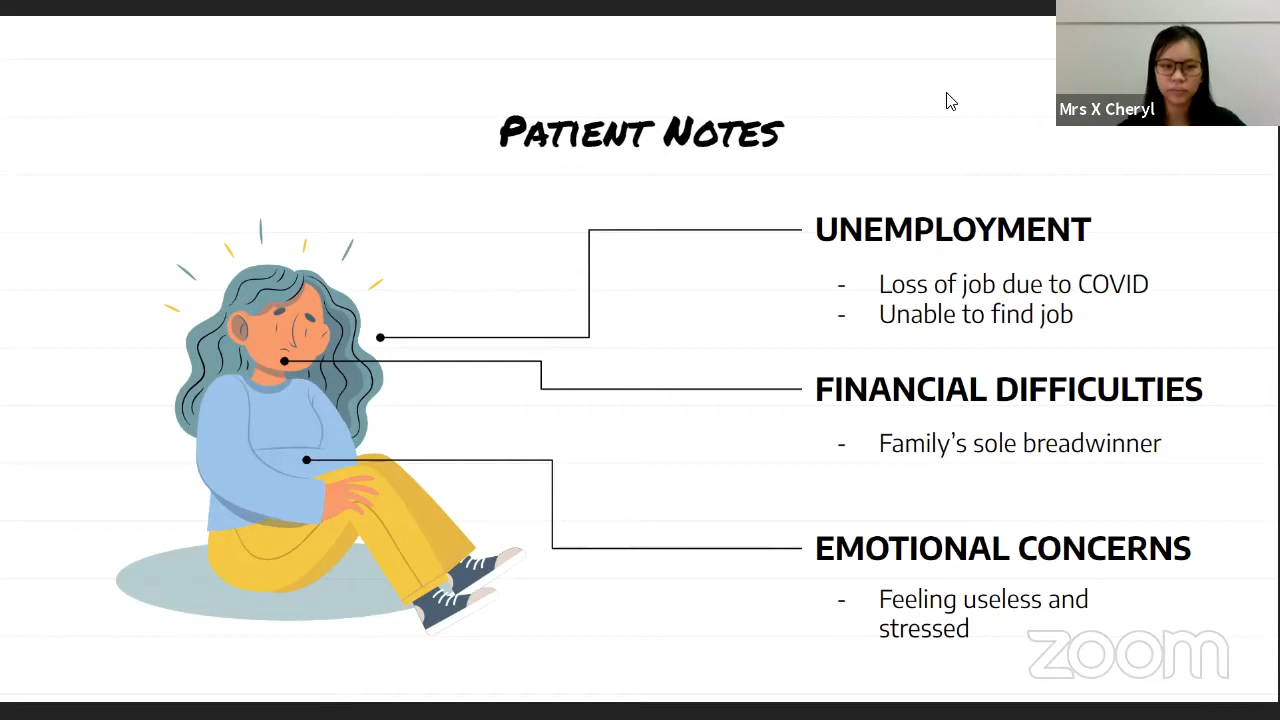 Mrs X Cheryl
PATIENT NOTES
UNEMPLOYMENT
- Loss of job due to COVID
- Unable to find job
FINANCIAL DIFFICULTIES
- Family's sole breadwinner
EMOTIONAL CONCERNS
- Feeling useless and
stressed
zoom